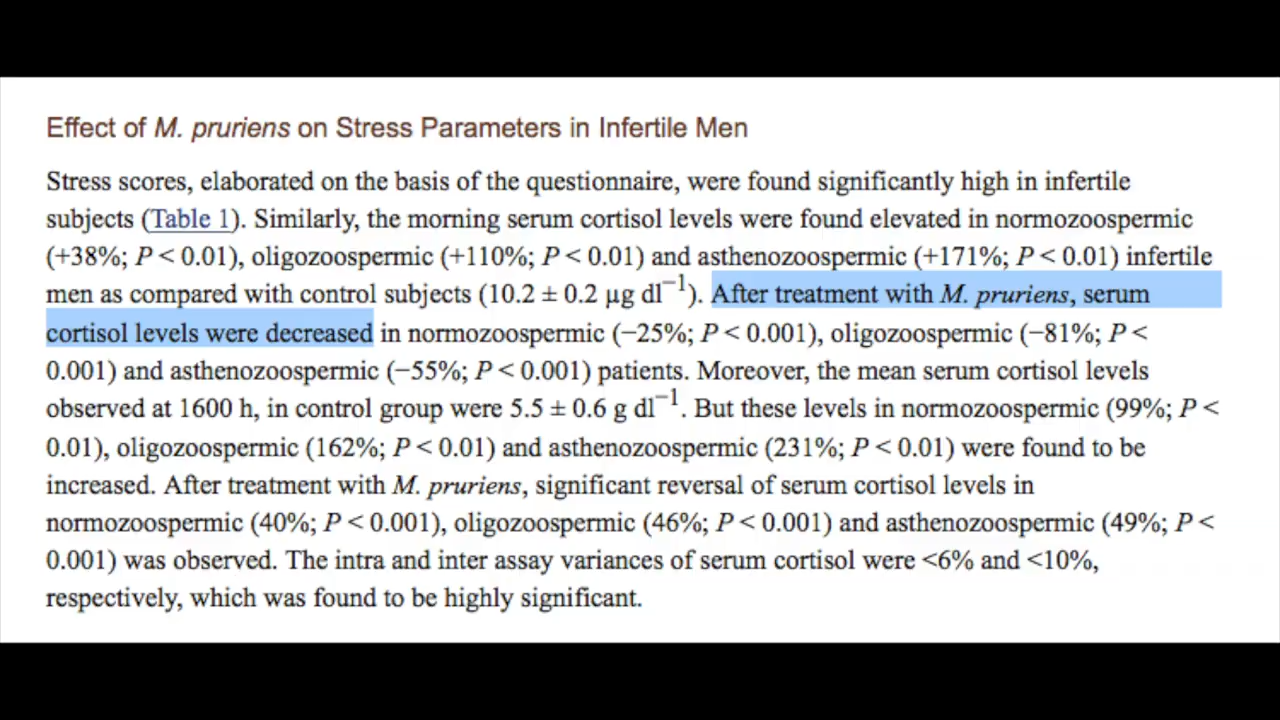 Effect of M. pruriens on Stress Parameters in Infertile Men
Stress scores, elaborated on the basis of the questionnaire, were found significantly high in infertile
subjects (Table 1). Similarly, the morning serum cortisol levels were found elevated in normozoospermic
(+38%; P < 0.01), oligozoospermic (+110%; P < 0.01) and asthenozoospermic (+171%; P < 0.01) infertile
men as compared with control subjects (10.2 ± 0.2 μg dl−1). After treatment with M. pruriens, serum
cortisol levels were decreased in normozoospermic (−25%; P < 0.001), oligozoospermic (−81%; P <
0.001) and asthenozoospermic (−55%; P < 0.001) patients. Moreover, the mean serum cortisol levels
observed at 1600 h, in control group were 5.5 ± 0.6 g dl−1. But these levels in normozoospermic (99%; P <
0.01), oligozoospermic (162%; P < 0.01) and asthenozoospermic (231%; P < 0.01) were found to be
increased. After treatment with M. pruriens, significant reversal of serum cortisol levels in
normozoospermic (40%; P < 0.001), oligozoospermic (46%; P < 0.001) and asthenozoospermic (49%; P <
0.001) was observed. The intra and inter assay variances of serum cortisol were <6% and <10%,
respectively, which was found to be highly significant.